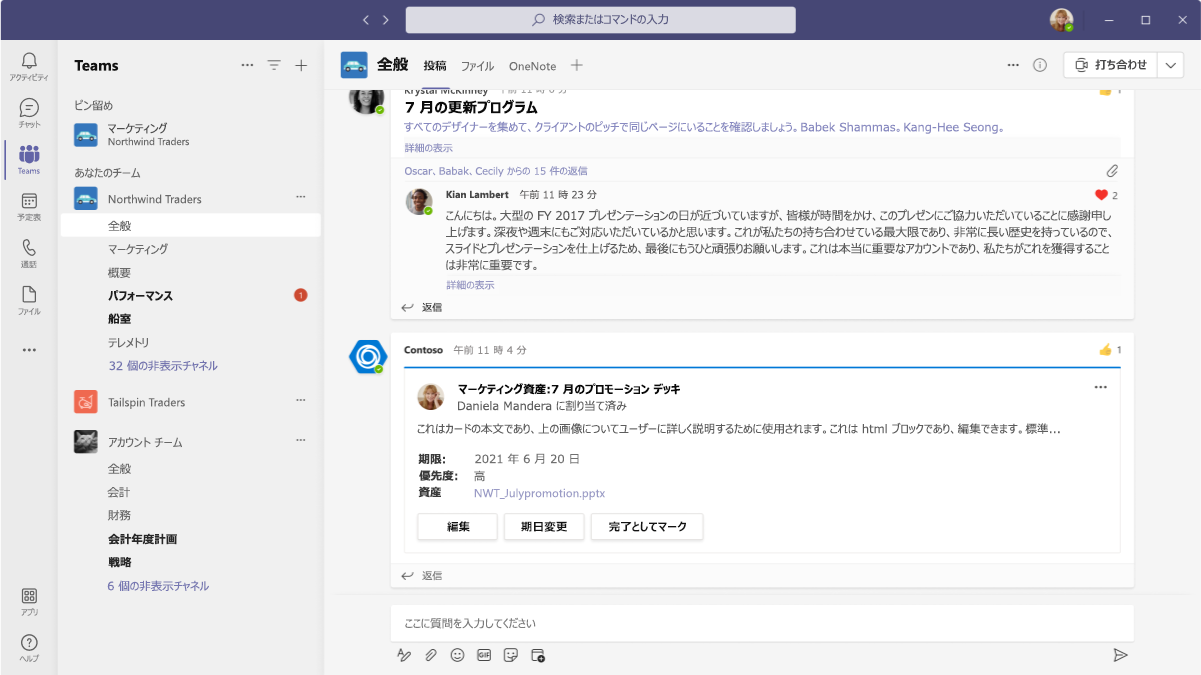 検索またはコマンドの入力
アクティビティ
チャット
Teams
予定表
通話
ファイル
アプリ
ヘルプ
Teams
ピン留め
マーケティング
Northwind Traders
あなたのチーム
Northwind Traders
全般
マーケティング
概要
パフォーマンス 1
船室
テレメトリ
32 個の非表示チャネル
Tailspin Traders
アカウント チーム
全般
会計
財務
会計年度計画
戦略
6 個の非表示チャネル
全般 投稿 ファイル OneNote
打ち合わせ
Krystal McKinney 1
7 月の更新プログラム
すべてのデザイナーを集めて、クライアントのピッチで同じページにいることを確認しましょう。Babek Shammas。Kang-Hee Seong。
詳細の表示
Oscar、Babak、Cecily からの 15 件の返信
Kian Lambert 午前 11 時 23 分 2
こんにちは。大型の FY 2017 プレゼンテーションの日が近づいていますが、皆様が時間をかけ、このプレゼンにご協力いただいていることに感謝申し
上げます。深夜や週末にもご対応いただいているかと思います。これが私たちの持ち合わせている最大限であり、非常に長い歴史を持っているので、
スライドとプレゼンテーションを仕上げるため、最後にもうひと頑張りお願いします。これは本当に重要なアカウントであり、私たちがこれを獲得すること
は非常に重要です。
詳細の表示
返信
Contoso 午前 11 時 4 分 1
マーケティング資産:7 月のプロモーション デッキ
Daniela Mandera に割り当て済み
これはカードの本文であり、上の画像についてユーザーに詳しく説明するために使用されます。これは html ブロックであり、編集できます。標準...
期限: 2021 年 6 月 20 日
優先度: 高
資産 NWT_Julypromotion.pptx
編集 期日変更 完了としてマーク
返信
ここに質問を入力してください
GIF